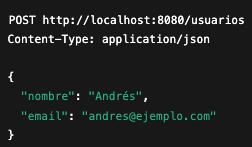 POST http://localhost:8080/usuarios
Content-Type: application/json

{
  "nombre": "Andrés",
  "email": "andres@ejemplo.com"
}